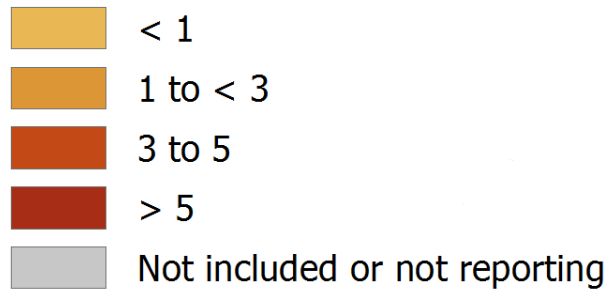 < 1
1 to < 3
3 to 5
> 5
Not included or not reporting